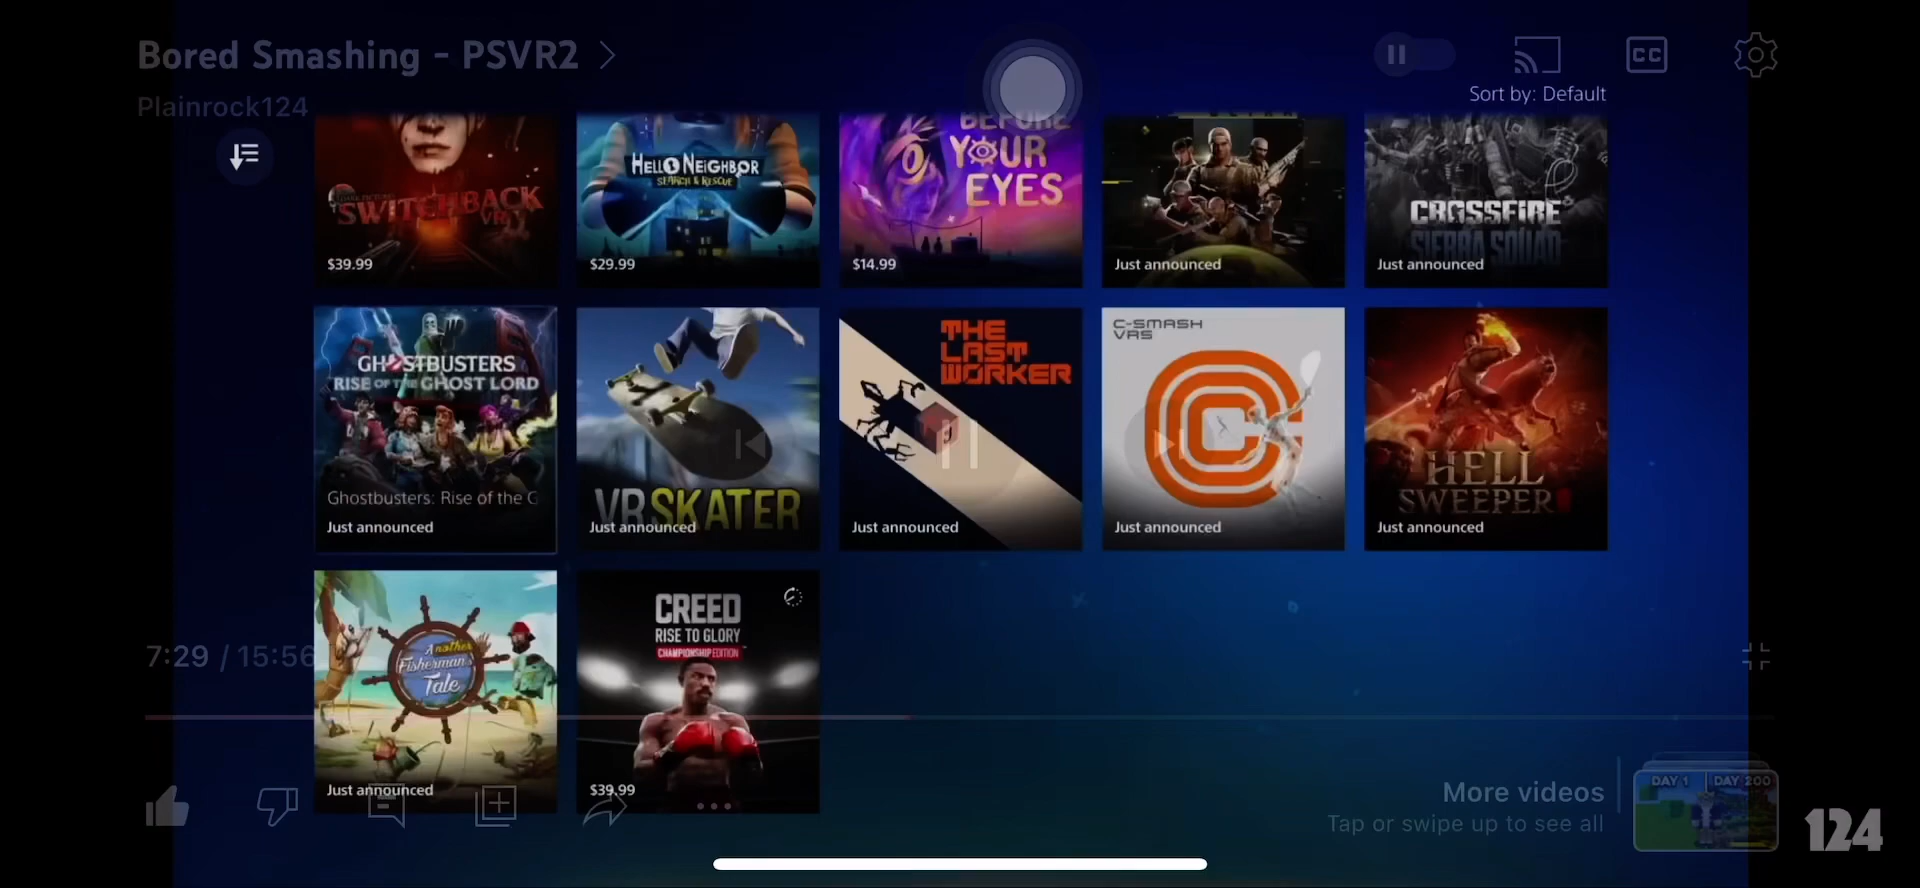 Bored Smashing - PSVR2
CC
Plainrock124
Sort by: Default
SWITCHBACK
VR
$39.99
HELLO NEIGHBOR
SEARCH & RESCUE
$29.99
BEFORE
YOUR
EYES
$14.99
Just announced
CROSSFIRE
SIERRA SQUAD
Just announced
GHOSTBUSTERS
RISE OF THE GHOST LORD
Ghostbusters: Rise of the G
Just announced
VR SKATER
Just announced
THE
LAST
WORKER
Just announced
C-SMASH
VRS
Just announced
HELL
SWEEPER
Just announced
Another
Fisherman's
Tale
Just announced
CREED
RISE TO GLORY
CHAMPIONSHIP EDITION
$39.99
7:29 / 15:56
More videos
Tap or swipe up to see all
DAY 1
DAY 200
124